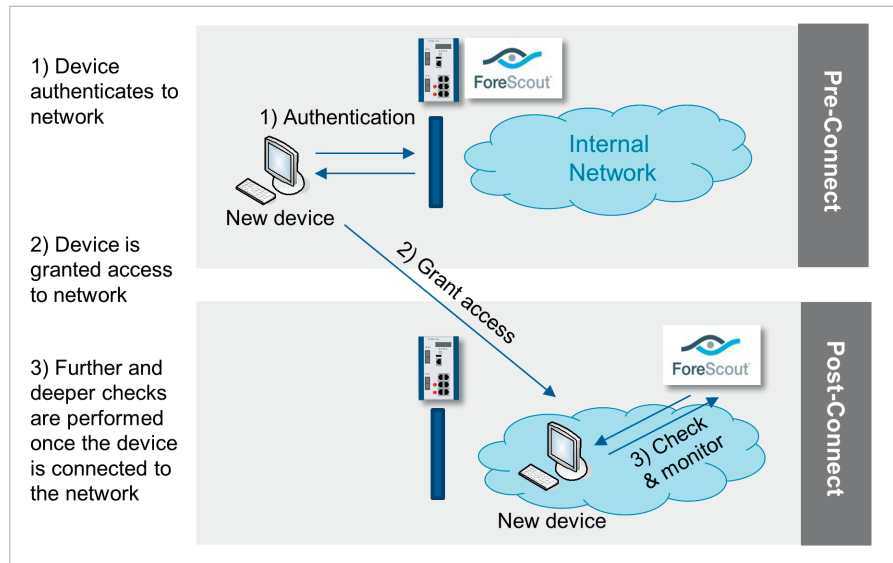 1) Device
authenticates to
network
2) Device is
granted access
to network
3) Further and
deeper checks
are performed
once the device
is connected to
the network
ForeScout
1) Authentication
Internal
Network
New device
Pre-Connect
2) Grant access
ForeScout
3) Check
& monitor
New device
Post-Connect